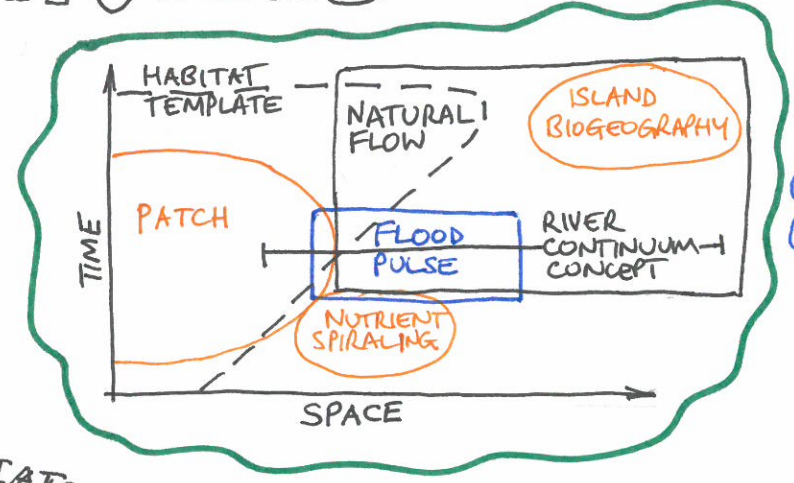 HABITAT
TEMPLATE
NATURAL
FLOW
ISLAND
BIOGEOGRAPHY
PATCH
TIME
FLOOD
PULSE
RIVER
CONTINUUM
CONCEPT
NUTRIENT
SPIRALING
SPACE